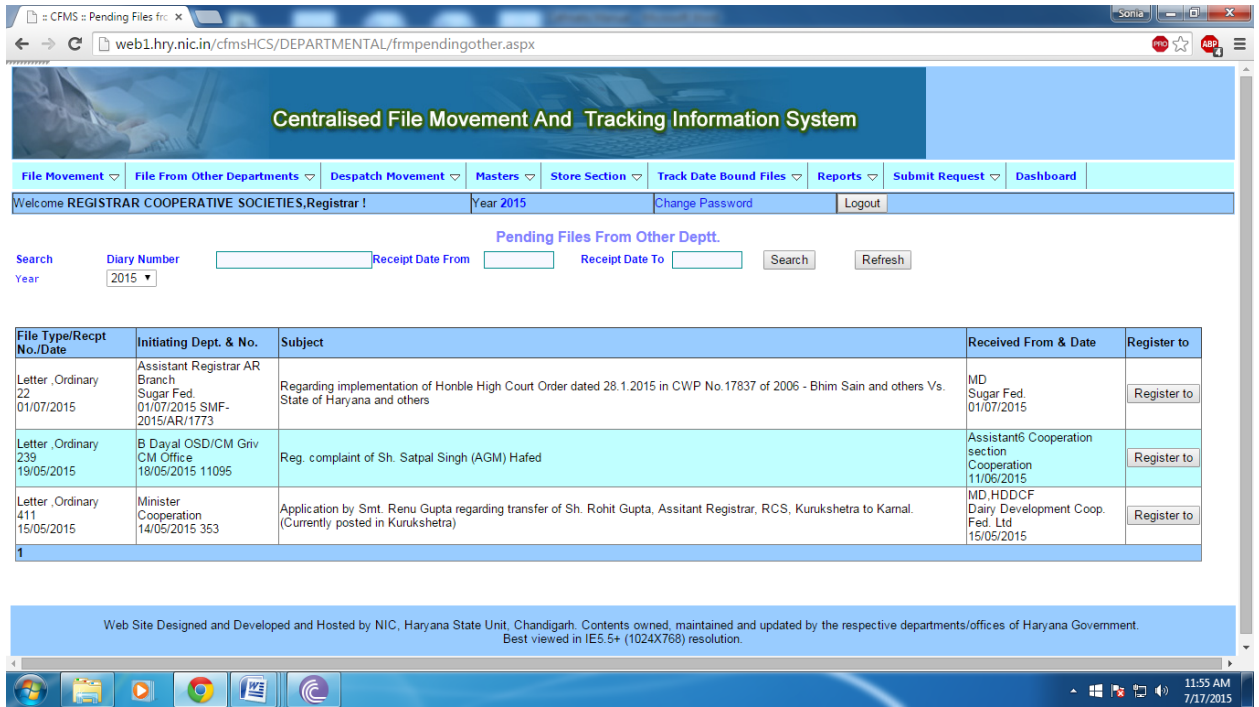 :: CFMS :: Pending Files fro
Sonia
web1.hry.nic.in/cfmsHCS/DEPARTMENTAL/frmpendingother.aspx
PRO
ABP
4
Centralised File Movement And Tracking Information System
File Movement File From Other Departments Despatch Movement Masters Store Section Track Date Bound Files Reports Submit Request Dashboard
Welcome REGISTRAR COOPERATIVE SOCIETIES,Registrar ! Year 2015 Change Password Logout
Pending Files From Other Deptt.
Search Diary Number Receipt Date From Receipt Date To Search Refresh
Year 2015
File Type/Recpt No./Date Initiating Dept. & No. Subject Received From & Date Register to
Letter ,Ordinary
22
01/07/2015
Assistant Registrar AR
Branch
Sugar Fed.
01/07/2015 SMF-
2015/AR/1773
Regarding implementation of Honble High Court Order dated 28.1.2015 in CWP No.17837 of 2006 - Bhim Sain and others Vs.
State of Haryana and others
MD
Sugar Fed.
01/07/2015
Register to
Letter ,Ordinary
239
19/05/2015
B Dayal OSD/CM Griv
CM Office
18/05/2015 11095
Reg. complaint of Sh. Satpal Singh (AGM) Hafed
Assistant6 Cooperation
section
Cooperation
11/06/2015
Register to
Letter ,Ordinary
411
15/05/2015
Minister
Cooperation
14/05/2015 353
Application by Smt. Renu Gupta regarding transfer of Sh. Rohit Gupta, Assitant Registrar, RCS, Kurukshetra to Karnal.
(Currently posted in Kurukshetra)
MD,HDDCF
Dairy Development Coop.
Fed. Ltd
15/05/2015
Register to
1
Web Site Designed and Developed and Hosted by NIC, Haryana State Unit, Chandigarh. Contents owned, maintained and updated by the respective departments/offices of Haryana Government.
Best viewed in IE5.5+ (1024X768) resolution.
11:55 AM
7/17/2015